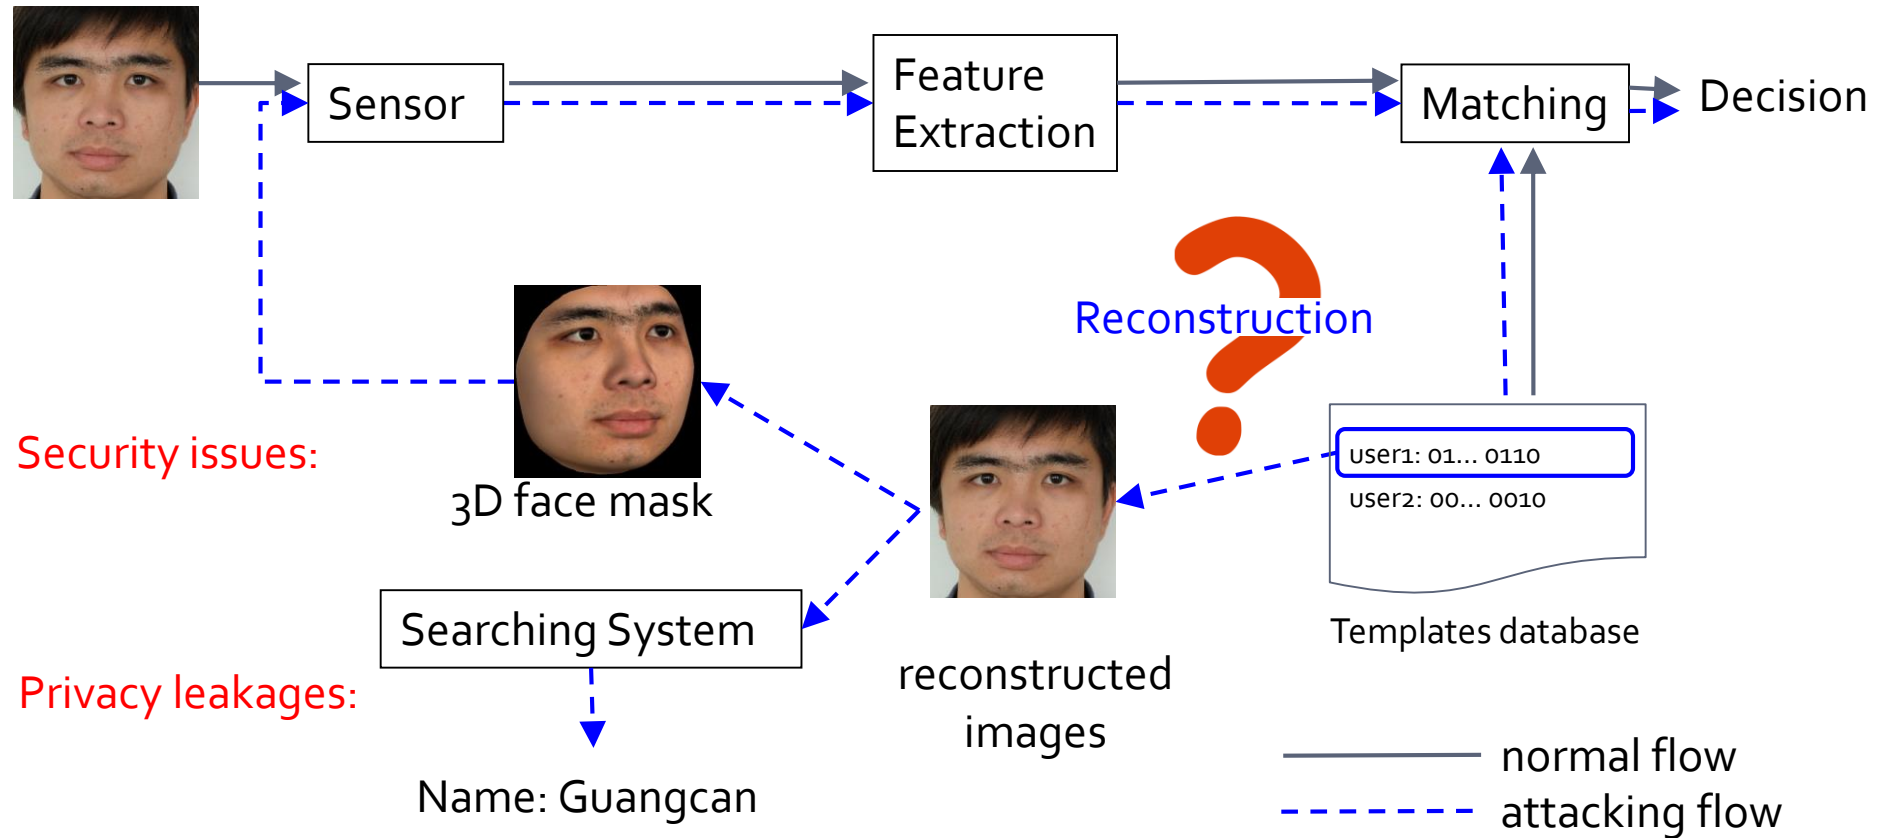 Sensor
Feature
Extraction
Matching
Decision
Reconstruction
user1: 01... 0110
user2: 00... 0010
Templates database
Security issues:
3D face mask
Searching System
reconstructed
images
Privacy leakages:
Name: Guangcan
normal flow
attacking flow